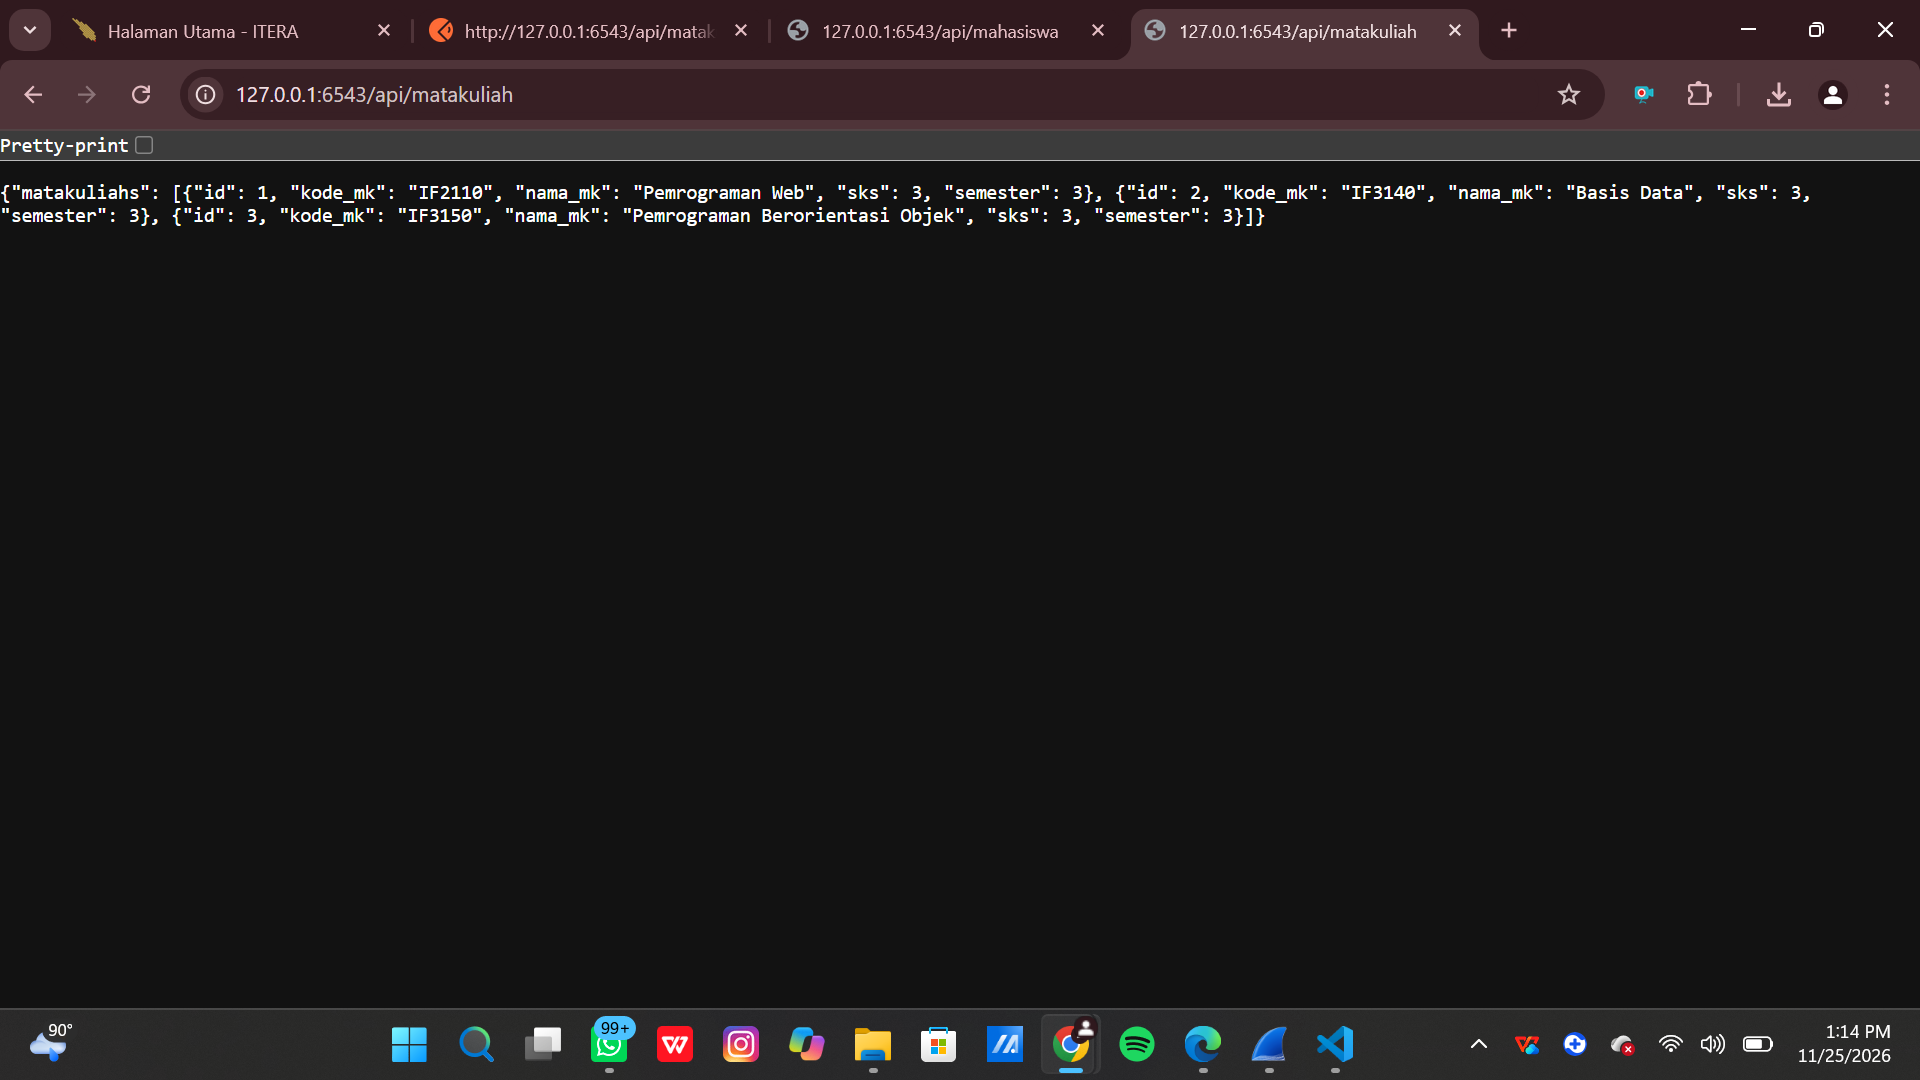 Halaman Utama - ITERA
http://127.0.0.1:6543/api/matak
127.0.0.1:6543/api/mahasiswa
127.0.0.1:6543/api/matakuliah
127.0.0.1:6543/api/matakuliah
Pretty-print
{"matakuliahs": [{"id": 1, "kode_mk": "IF2110", "nama_mk": "Pemrograman Web", "sks": 3, "semester": 3}, {"id": 2, "kode_mk": "IF3140", "nama_mk": "Basis Data", "sks": 3,
"semester": 3}, {"id": 3, "kode_mk": "IF3150", "nama_mk": "Pemrograman Berorientasi Objek", "sks": 3, "semester": 3}]}
90°
99+
1:14 PM
11/25/2026